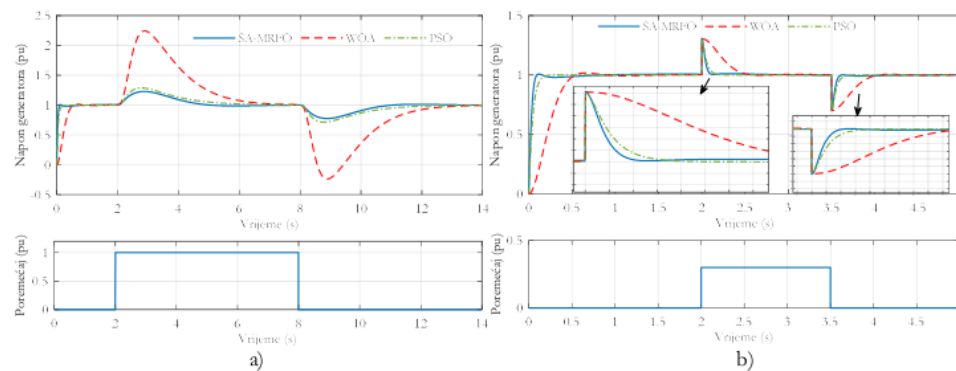 SA-MRFO WOA PSO
Napon generatora (pu)
2.5
2
1.5
1
0.5
0
-0.5
0 2 4 6 8 10 12 14
Vrijeme (s)
Poremećaj (pu)
1
0.5
0
0 2 4 6 8 10 12 14
Vrijeme (s)
a)
SA-MRFO WOA PSO
Napon generatora (pu)
1.5
1
0.5
0
0 0.5 1 1.5 2 2.5 3 3.5 4 4.5
Vrijeme (s)
Poremećaj (pu)
0.5
0
0 0.5 1 1.5 2 2.5 3 3.5 4 4.5
Vrijeme (s)
b)